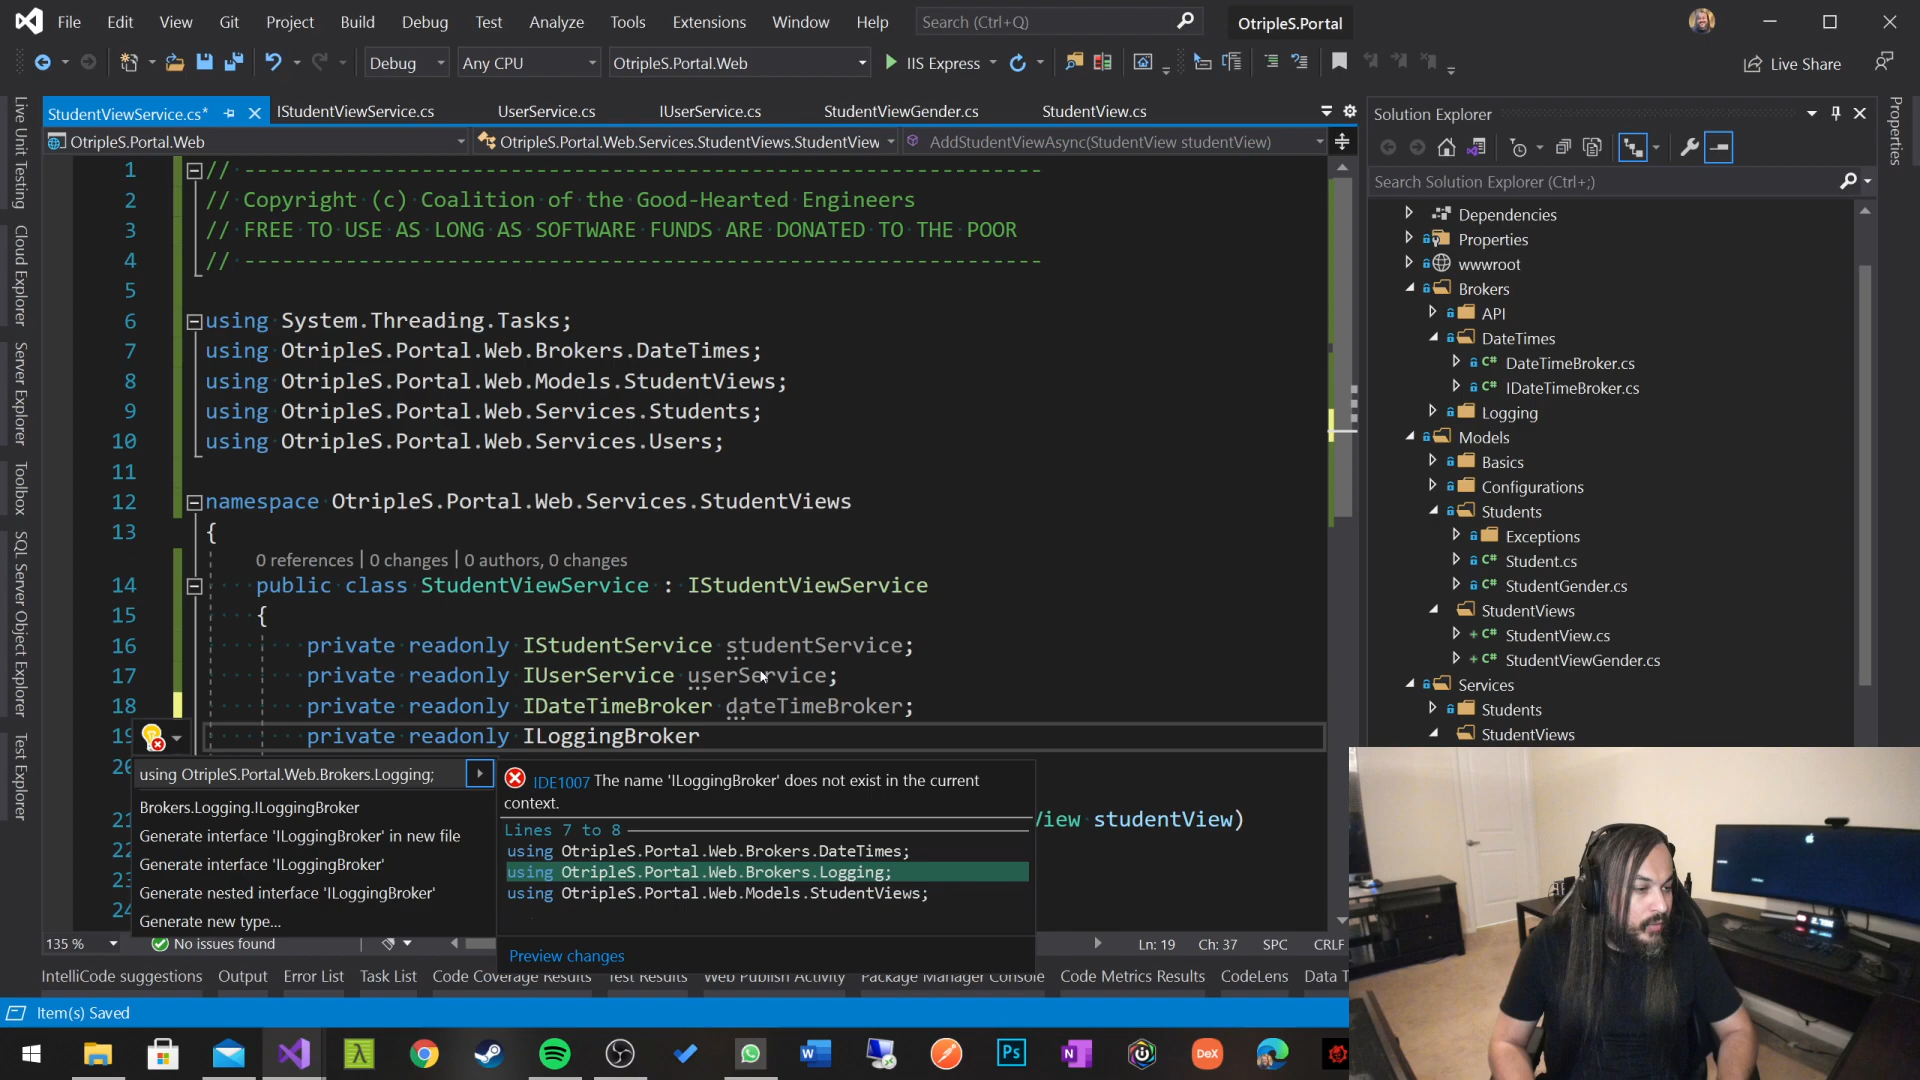 File Edit View Git Project Build Debug Test Analyze Tools Extensions Window Help Search (Ctrl+Q) OtripleS.Portal
Debug Any CPU OtripleS.Portal.Web IIS Express Live Share
StudentViewService.cs* IStudentViewService.cs UserService.cs IUserService.cs StudentViewGender.cs StudentView.cs
OtripleS.Portal.Web OtripleS.Portal.Web.Services.StudentViews.StudentView AddStudentViewAsync(StudentView studentView)
Live Unit Testing
Cloud Explorer
Server Explorer
Toolbox
SQL Server Object Explorer
Test Explorer
1 // --------------------------------------------------------------
2 // Copyright (c) Coalition of the Good-Hearted Engineers
3 // FREE TO USE AS LONG AS SOFTWARE FUNDS ARE DONATED TO THE POOR
4 // --------------------------------------------------------------
5
6 using System.Threading.Tasks;
7 using OtripleS.Portal.Web.Brokers.DateTimes;
8 using OtripleS.Portal.Web.Models.StudentViews;
9 using OtripleS.Portal.Web.Services.Students;
10 using OtripleS.Portal.Web.Services.Users;
11
12 namespace OtripleS.Portal.Web.Services.StudentViews
13 {
0 references | 0 changes | 0 authors, 0 changes
14 public class StudentViewService : IStudentViewService
15 {
16 private readonly IStudentService studentService;
17 private readonly IUserService userService;
18 private readonly IDateTimeBroker dateTimeBroker;
19 private readonly ILoggingBroker
20
21 View studentView)
22
23
24
using OtripleS.Portal.Web.Brokers.Logging;
Brokers.Logging.ILoggingBroker
Generate interface 'ILoggingBroker' in new file
Generate interface 'ILoggingBroker'
Generate nested interface 'ILoggingBroker'
Generate new type...
IDE1007 The name 'ILoggingBroker' does not exist in the current
context.
Lines 7 to 8
using OtripleS.Portal.Web.Brokers.DateTimes;
using OtripleS.Portal.Web.Brokers.Logging;
using OtripleS.Portal.Web.Models.StudentViews;
Preview changes
135 % No issues found Ln: 19 Ch: 37 SPC CRLF
IntelliCode suggestions Output Error List Task List Code Coverage Results Test Results Web Publish Activity Package Manager Console Code Metrics Results CodeLens Data T
Item(s) Saved
Solution Explorer
Search Solution Explorer (Ctrl+;)
Dependencies
Properties
wwwroot
Brokers
API
DateTimes
DateTimeBroker.cs
IDateTimeBroker.cs
Logging
Models
Basics
Configurations
Students
Exceptions
Student.cs
StudentGender.cs
StudentViews
StudentView.cs
StudentViewGender.cs
Services
Students
StudentViews
Properties
W
Ps
N
DeX